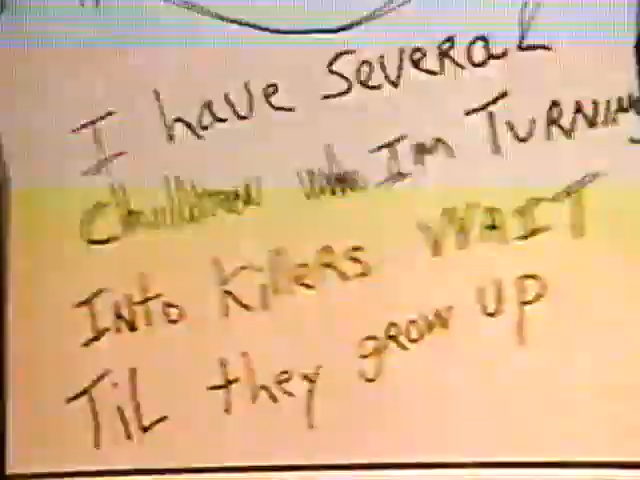 I have Several
Children who I'm TURNING
INto Killers WAIT
TiL they grow up